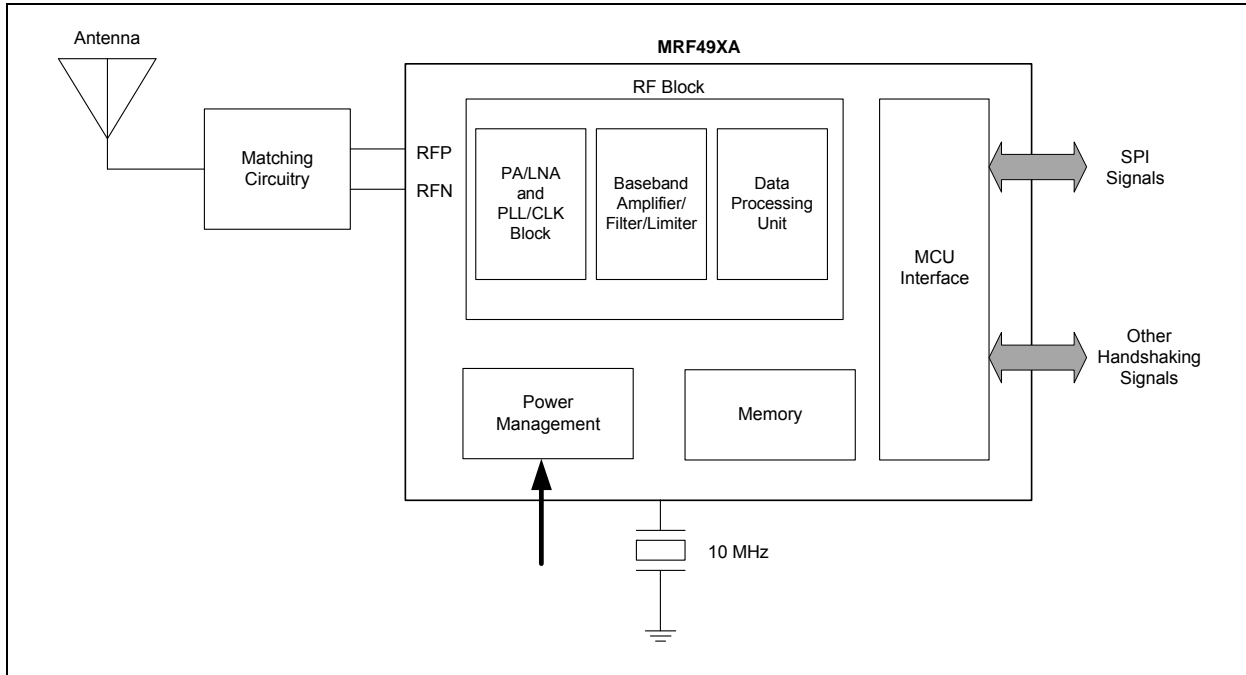 Antenna
MRF49XA
RF Block
Matching
Circuitry
RFP
RFN
PA/LNA
and
PLL/CLK
Block
Baseband
Amplifier/
Filter/Limiter
Data
Processing
Unit
MCU
Interface
SPI
Signals
Other
Handshaking
Signals
Power
Management
Memory
10 MHz